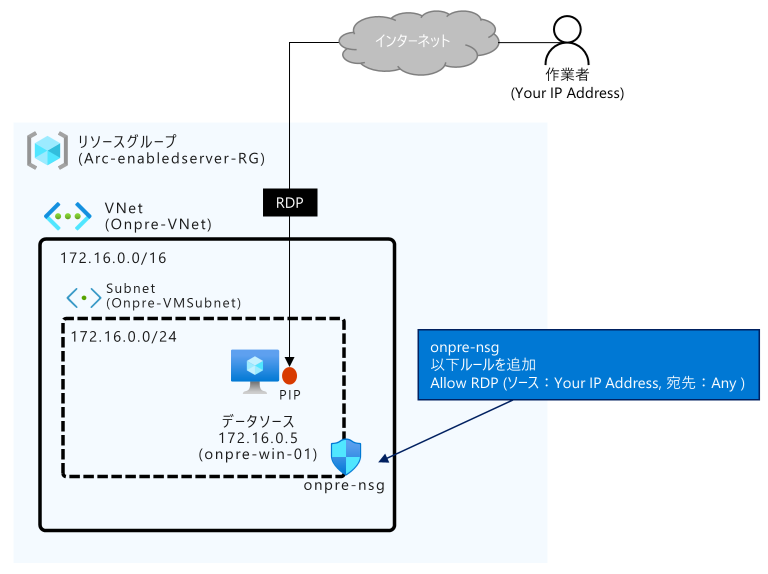 インターネット
作業者
(Your IP Address)
リソースグループ
(Arc-enabledserver-RG)
RDP
VNet
(Onpre-VNet)
172.16.0.0/16
Subnet
(Onpre-VMSubnet)
172.16.0.0/24
onpre-nsg
以下ルールを追加
Allow RDP (ソース：Your IP Address, 宛先：Any )
PIP
データソース
172.16.0.5
(onpre-win-01)
onpre-nsg